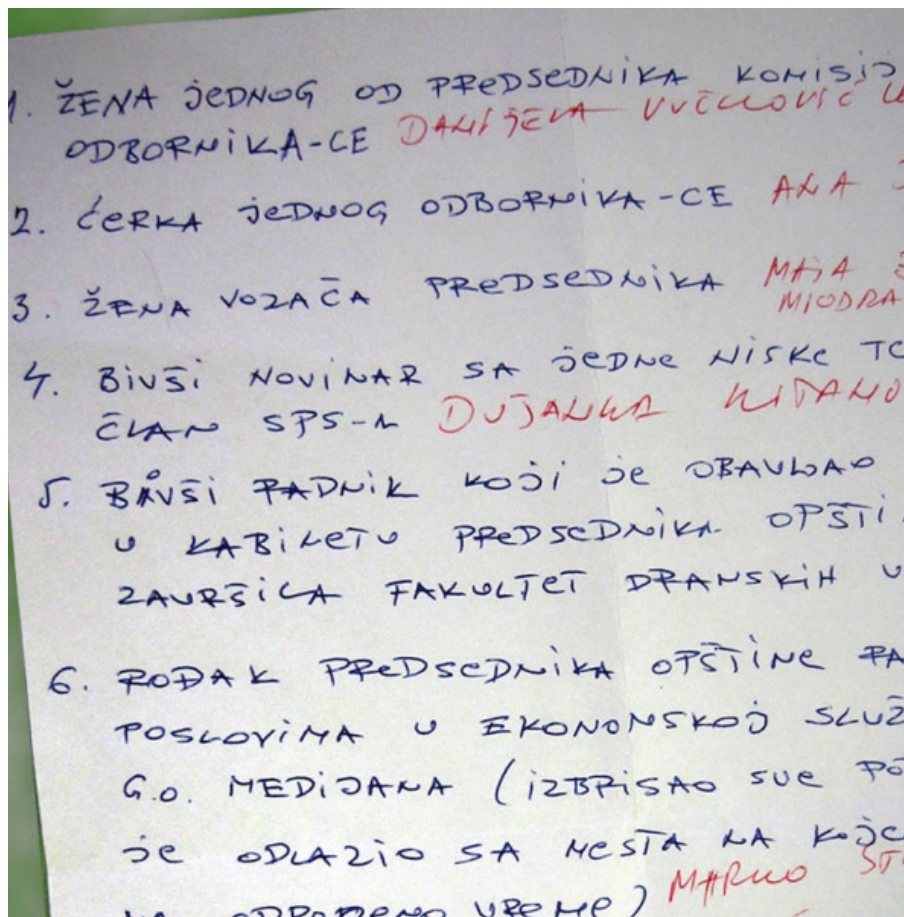 1. ŽENA jEDNOG OD PREDSEDNIKA KOMISIJ
ODBORNIKA-CE DANIJELA VUČKOVIĆ
2. ĆERKA jEDNOG ODBORNIKA-CE ANA
3. ŽENA VOZAČA PREDSEDNIKA MAJA
MIODRA
4. BIVŠI NOVINAR SA jEDNE NIŠKE
ČLAN SPS-A
5. BIVŠI RADNIK KOJI jE OBAVLJAO
U KABINETU PREDSEDNIKA OPŠTI
ZAVRŠILA FAKULTET DRAMSKIH U
6. ROĐAK PREDSEDNIKA OPŠTINE RA
POSLOVIMA U EKONOMSKOJ SLUŽ
G.O. MEDIJANA (IZBRISAO SVE PO
jE ODLAZIO SA MESTA NA KOJE
NA ODREĐENO VREME) MARKO